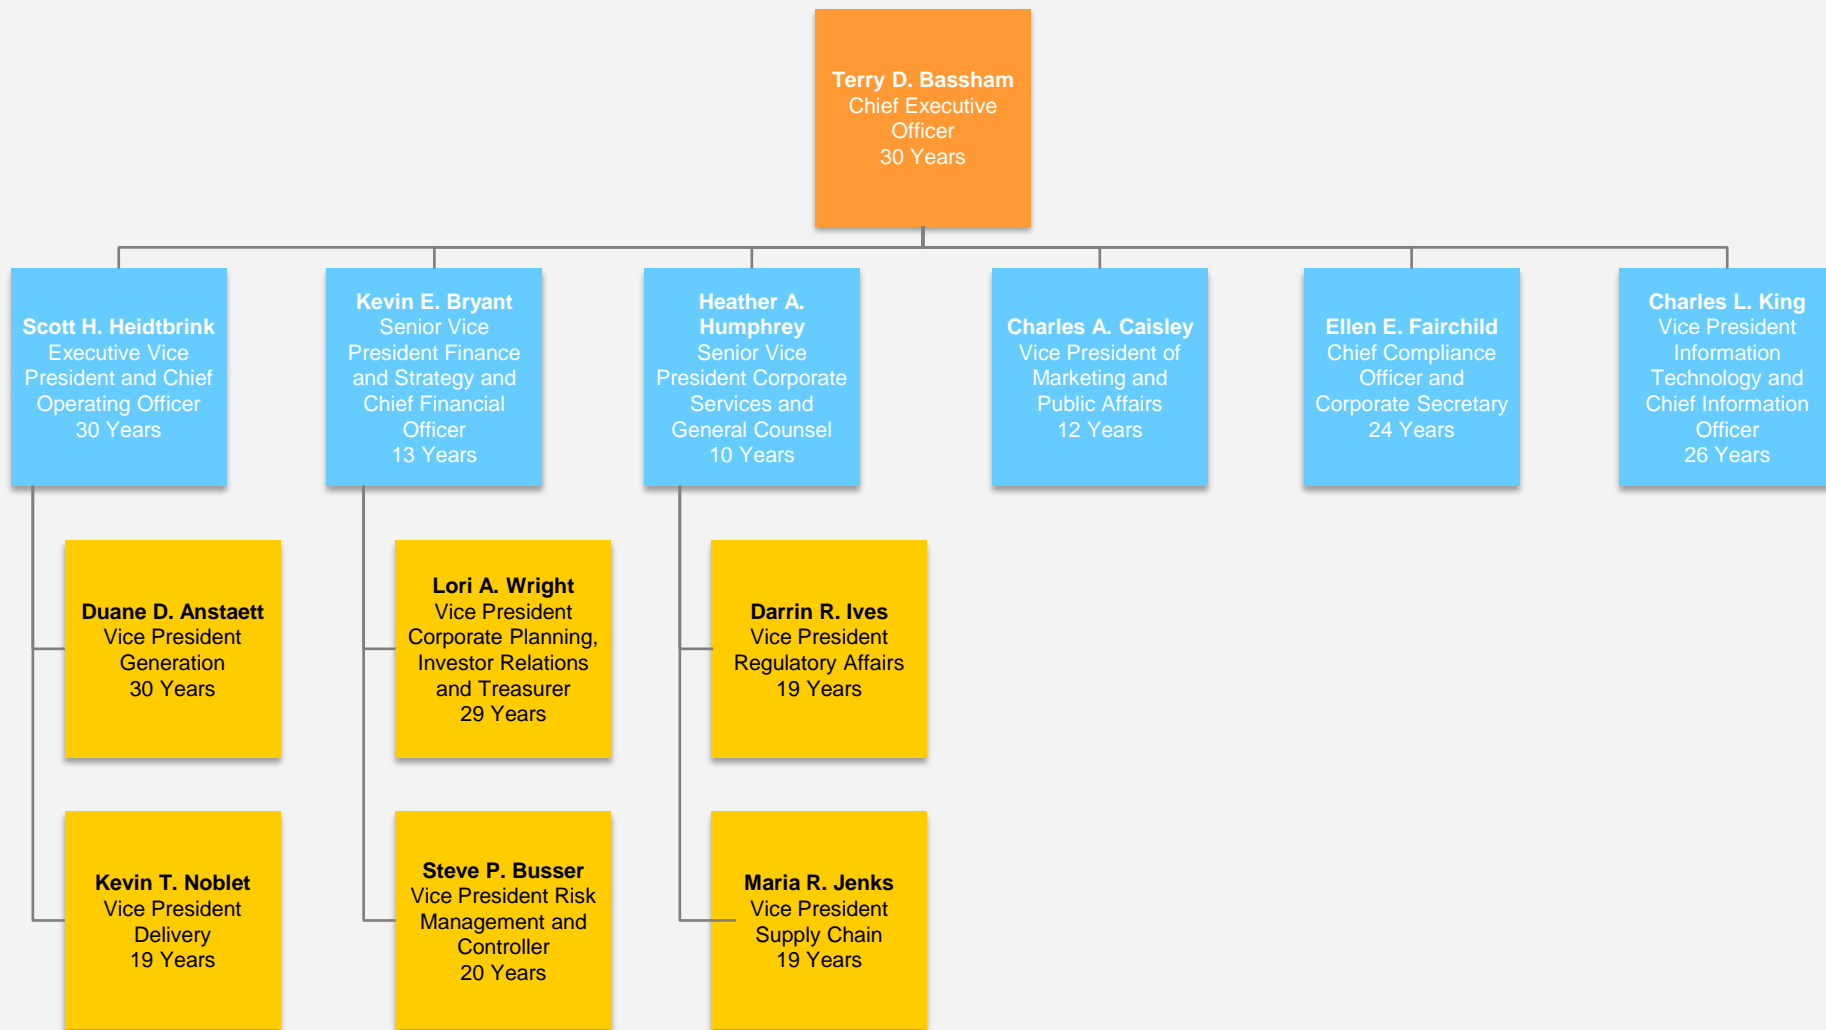 Terry D. Bassham
Chief Executive
Officer
30 Years
Scott H. Heidtbrink
Executive Vice
President and Chief
Operating Officer
30 Years
Kevin E. Bryant
Senior Vice
President Finance
and Strategy and
Chief Financial
Officer
13 Years
Heather A.
Humphrey
Senior Vice
President Corporate
Services and
General Counsel
10 Years
Charles A. Caisley
Vice President of
Marketing and
Public Affairs
12 Years
Ellen E. Fairchild
Chief Compliance
Officer and
Corporate Secretary
24 Years
Charles L. King
Vice President
Information
Technology and
Chief Information
Officer
26 Years
Duane D. Anstaett
Vice President
Generation
30 Years
Lori A. Wright
Vice President
Corporate Planning,
Investor Relations
and Treasurer
29 Years
Darrin R. Ives
Vice President
Regulatory Affairs
19 Years
Kevin T. Noblet
Vice President
Delivery
19 Years
Steve P. Busser
Vice President Risk
Management and
Controller
20 Years
Maria R. Jenks
Vice President
Supply Chain
19 Years